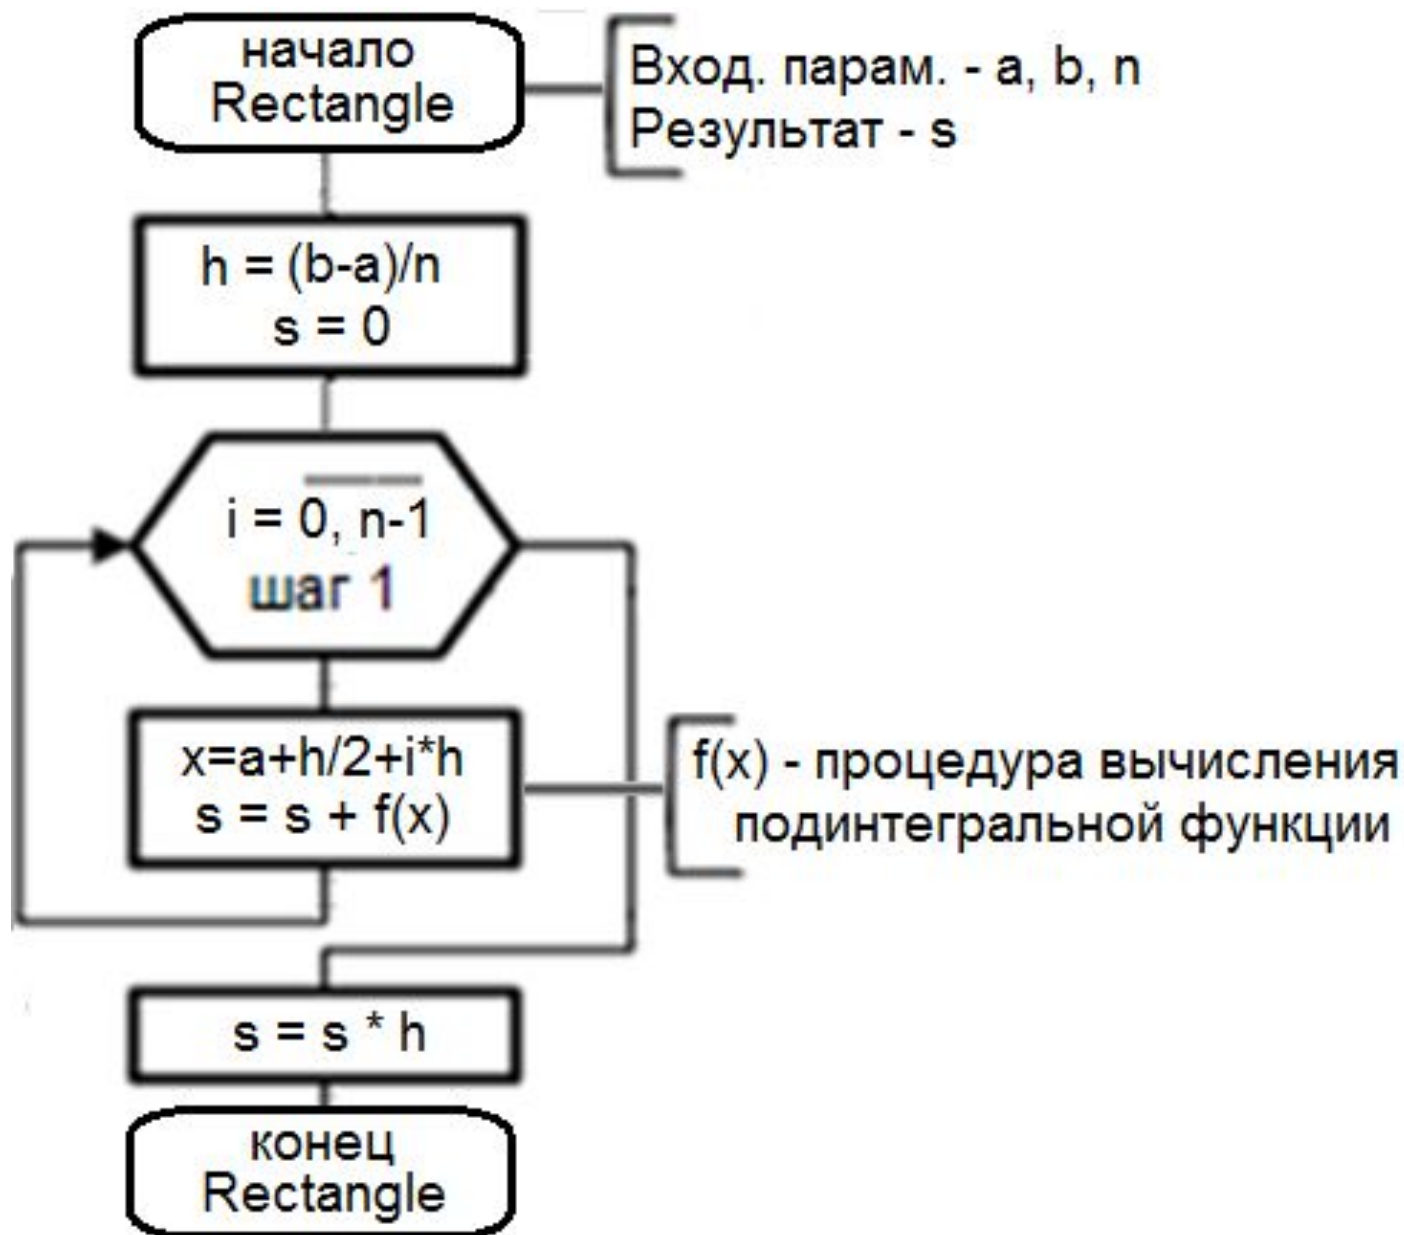 начало
Rectangle
Вход. парам. - a, b, n
Результат - s
h = (b-a)/n
s = 0
i = 0, n-1
шаг 1
x=a+h/2+i*h
s = s + f(x)
f(x) - процедура вычисления
подинтегральной функции
s = s * h
конец
Rectangle